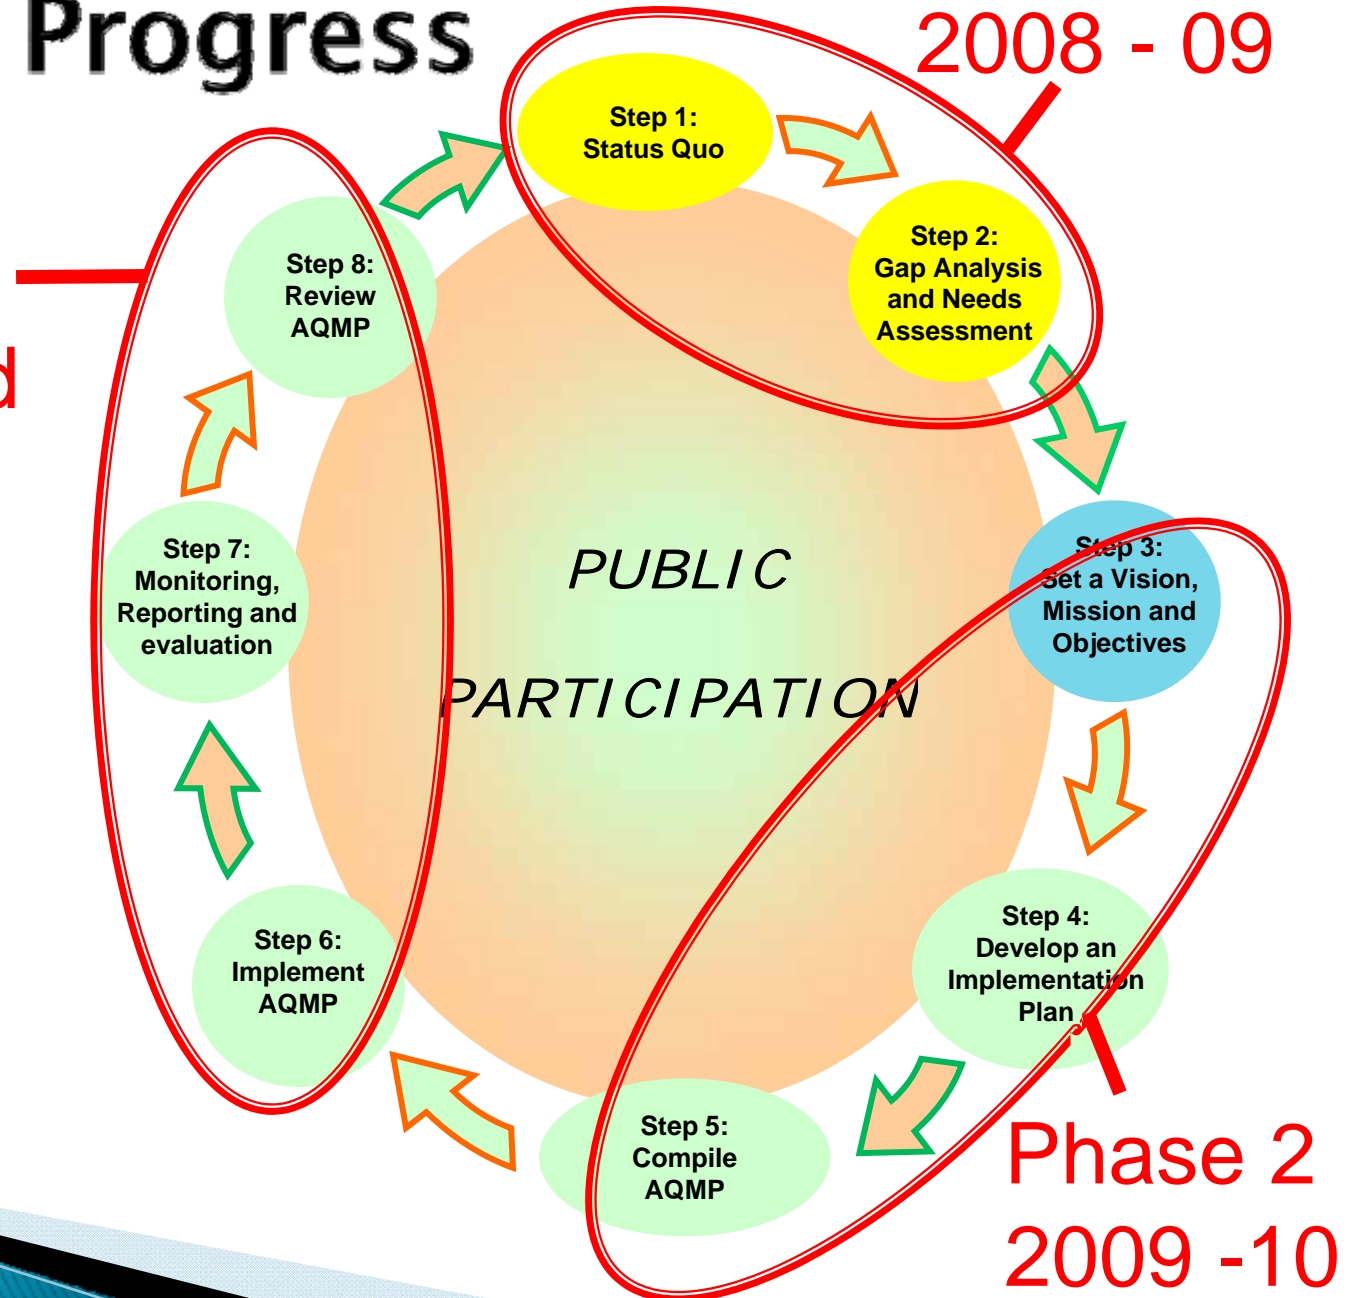 Progress
2008 - 09
Step 1:
Status Quo
Step 2:
Gap Analysis
and Needs
Assessment
Step 3:
Set a Vision,
Mission and
Objectives
Step 4:
Develop an
Implementation
Plan
Phase 2
2009 -10
Step 5:
Compile
AQMP
Step 6:
Implement
AQMP
Step 7:
Monitoring,
Reporting and
evaluation
Step 8:
Review
AQMP
d
PUBLIC
PARTICIPATION